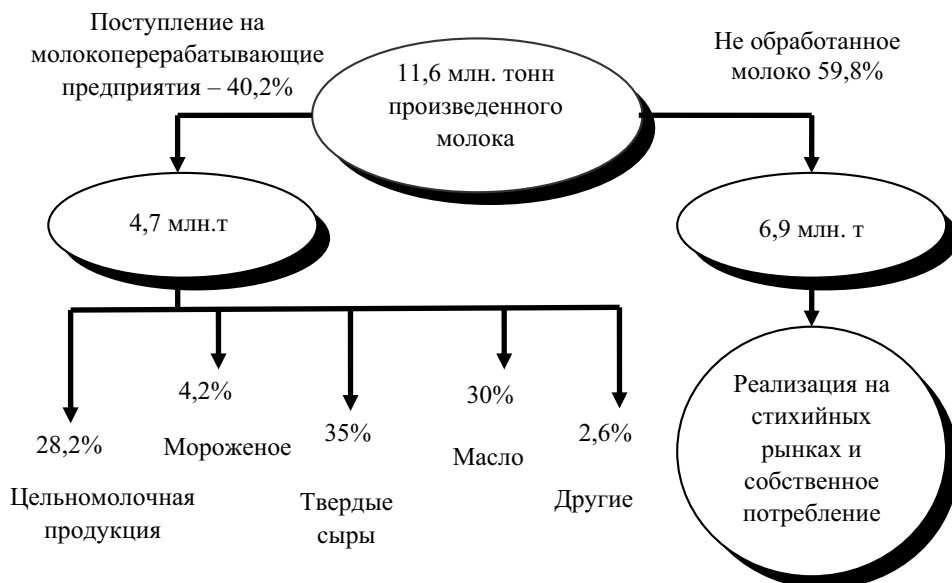 Поступление на
молокоперерабатывающие
предприятия – 40,2%
11,6 млн. тонн
произведенного
молока
Не обработанное
молоко 59,8%
4,7 млн.т
6,9 млн. т
28,2%
Цельномолочная
продукция
4,2%
Мороженое
35%
Твердые
сыры
30%
Масло
2,6%
Другие
Реализация на
стихийных
рынках и
собственное
потребление